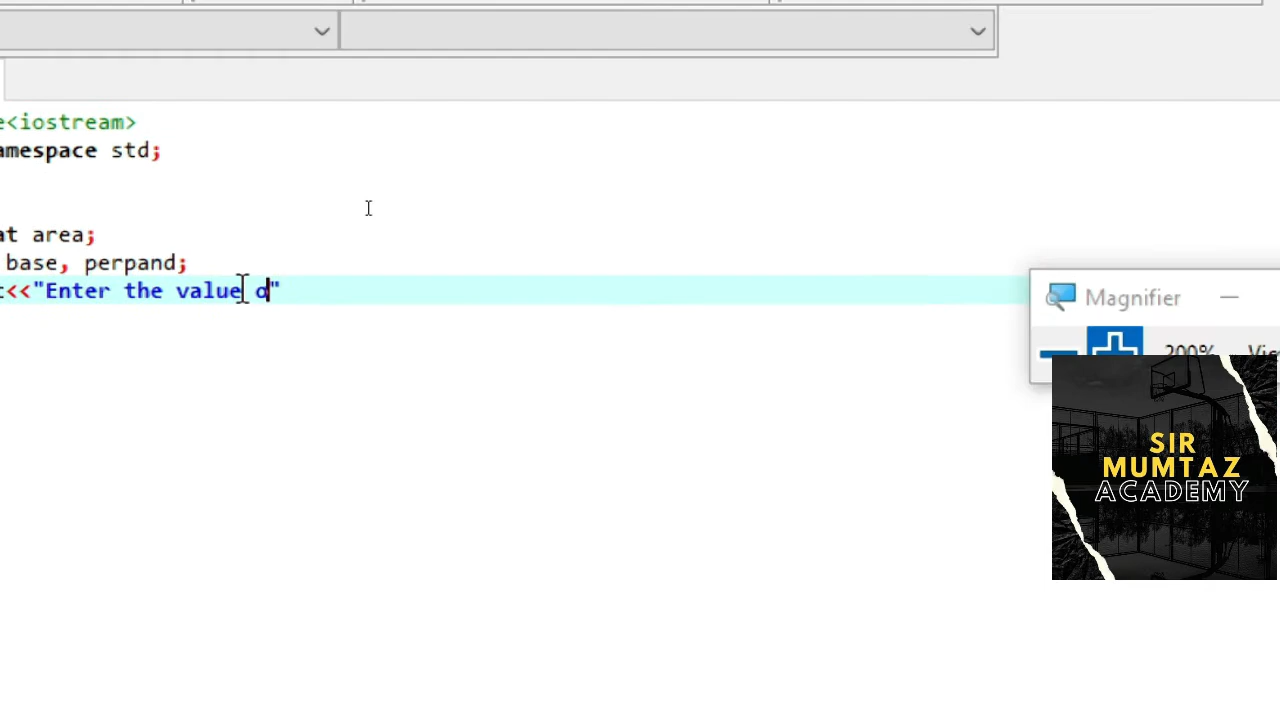 e<iostream>
amespace std;
at area;
base, perpand;
t<<"Enter the value o"
Magnifier
200%
SIR
MUMTAZ
ACADEMY